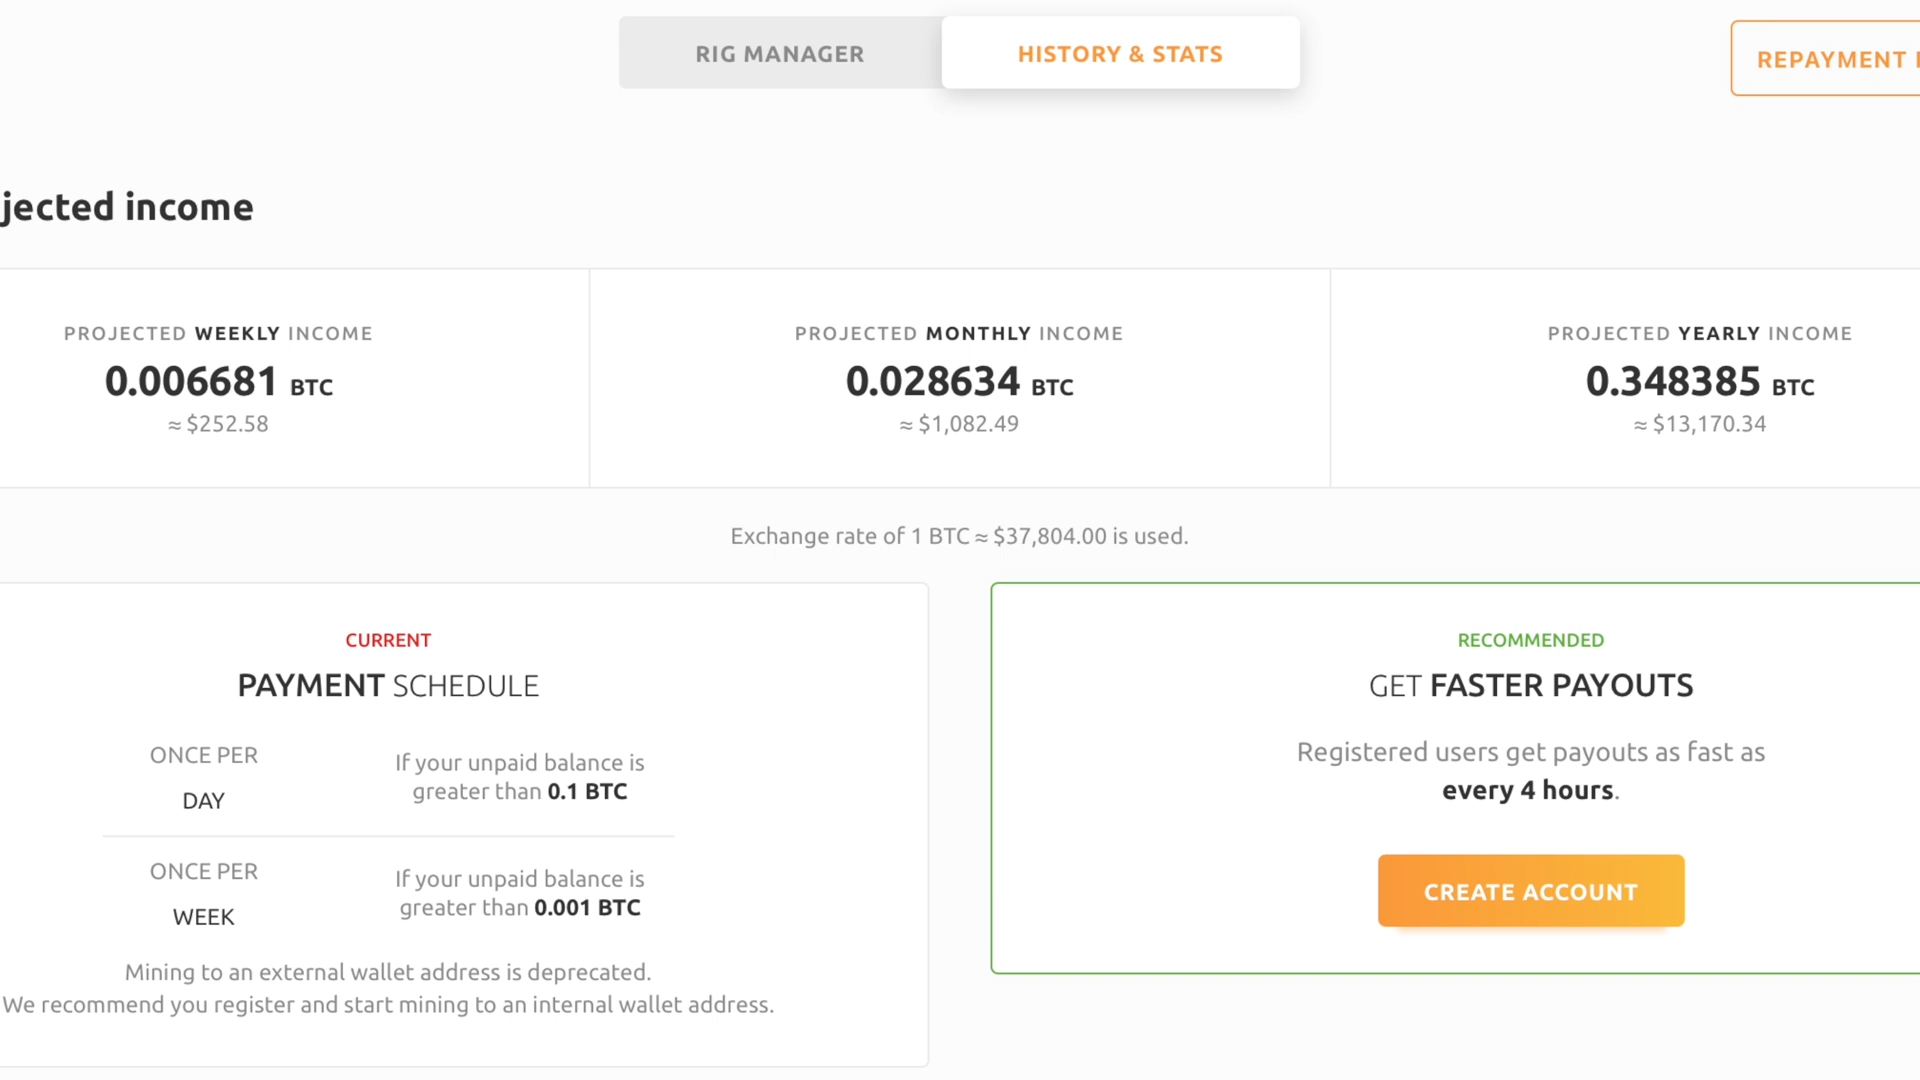 RIG MANAGER
HISTORY & STATS
REPAYMENT
jected income
PROJECTED WEEKLY INCOME
0.006681 BTC
≈ $252.58
PROJECTED MONTHLY INCOME
0.028634 BTC
≈ $1,082.49
PROJECTED YEARLY INCOME
0.348385 BTC
≈ $13,170.34
Exchange rate of 1 BTC ≈ $37,804.00 is used.
CURRENT
PAYMENT SCHEDULE
ONCE PER
DAY
If your unpaid balance is
greater than 0.1 BTC
ONCE PER
WEEK
If your unpaid balance is
greater than 0.001 BTC
Mining to an external wallet address is deprecated.
We recommend you register and start mining to an internal wallet address.
RECOMMENDED
GET FASTER PAYOUTS
Registered users get payouts as fast as
every 4 hours.
CREATE ACCOUNT